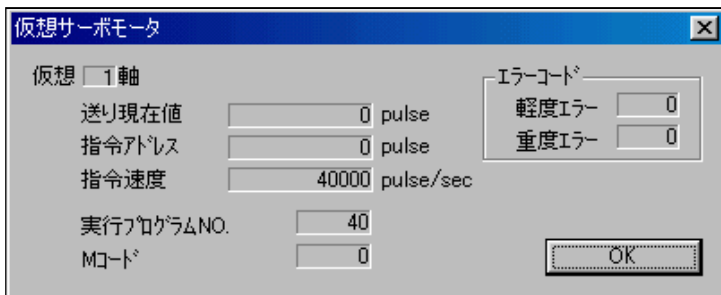 仮想サーボモータ
仮想 1 軸
送り現在値 0 pulse
指令アドレス 0 pulse
指令速度 40000 pulse/sec
実行プログラムNO. 40
Mコード 0
エラーコード
軽度エラー 0
重度エラー 0
OK